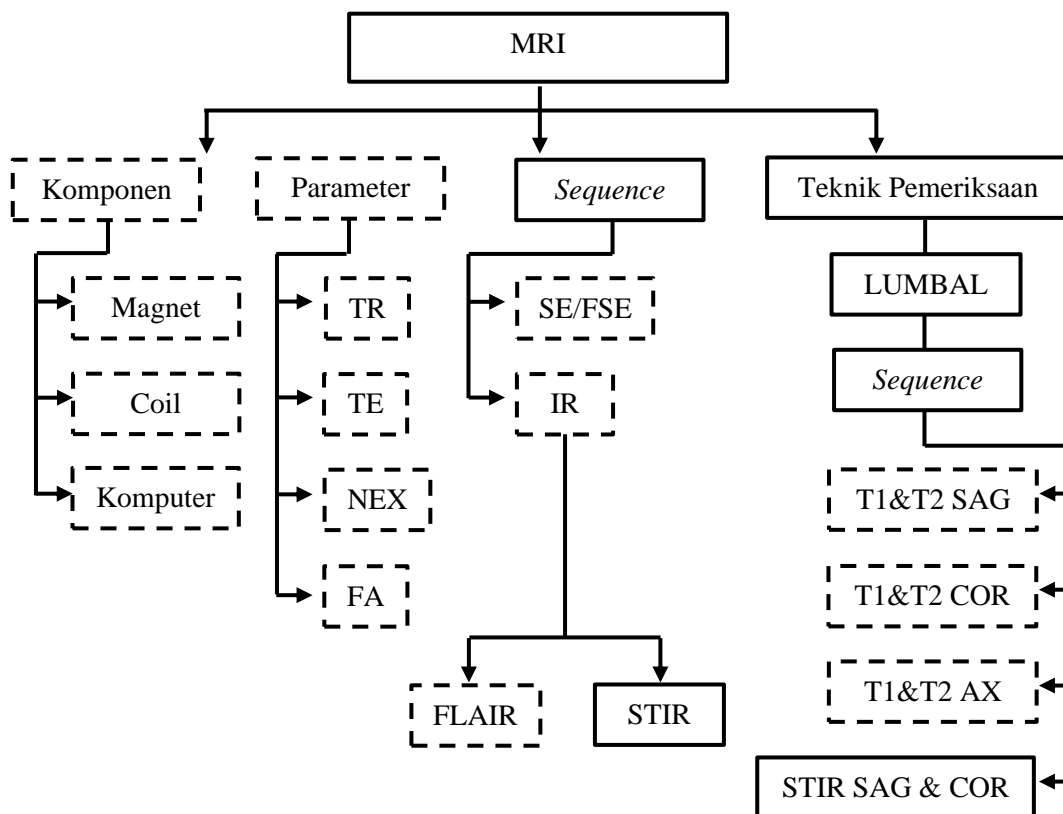 MRI
Komponen
Parameter
Sequence
Teknik Pemeriksaan
Magnet
TR
SE/FSE
LUMBAL
Coil
TE
IR
Sequence
Komputer
NEX
T1&T2 SAG
FA
T1&T2 COR
FLAIR
STIR
T1&T2 AX
STIR SAG & COR